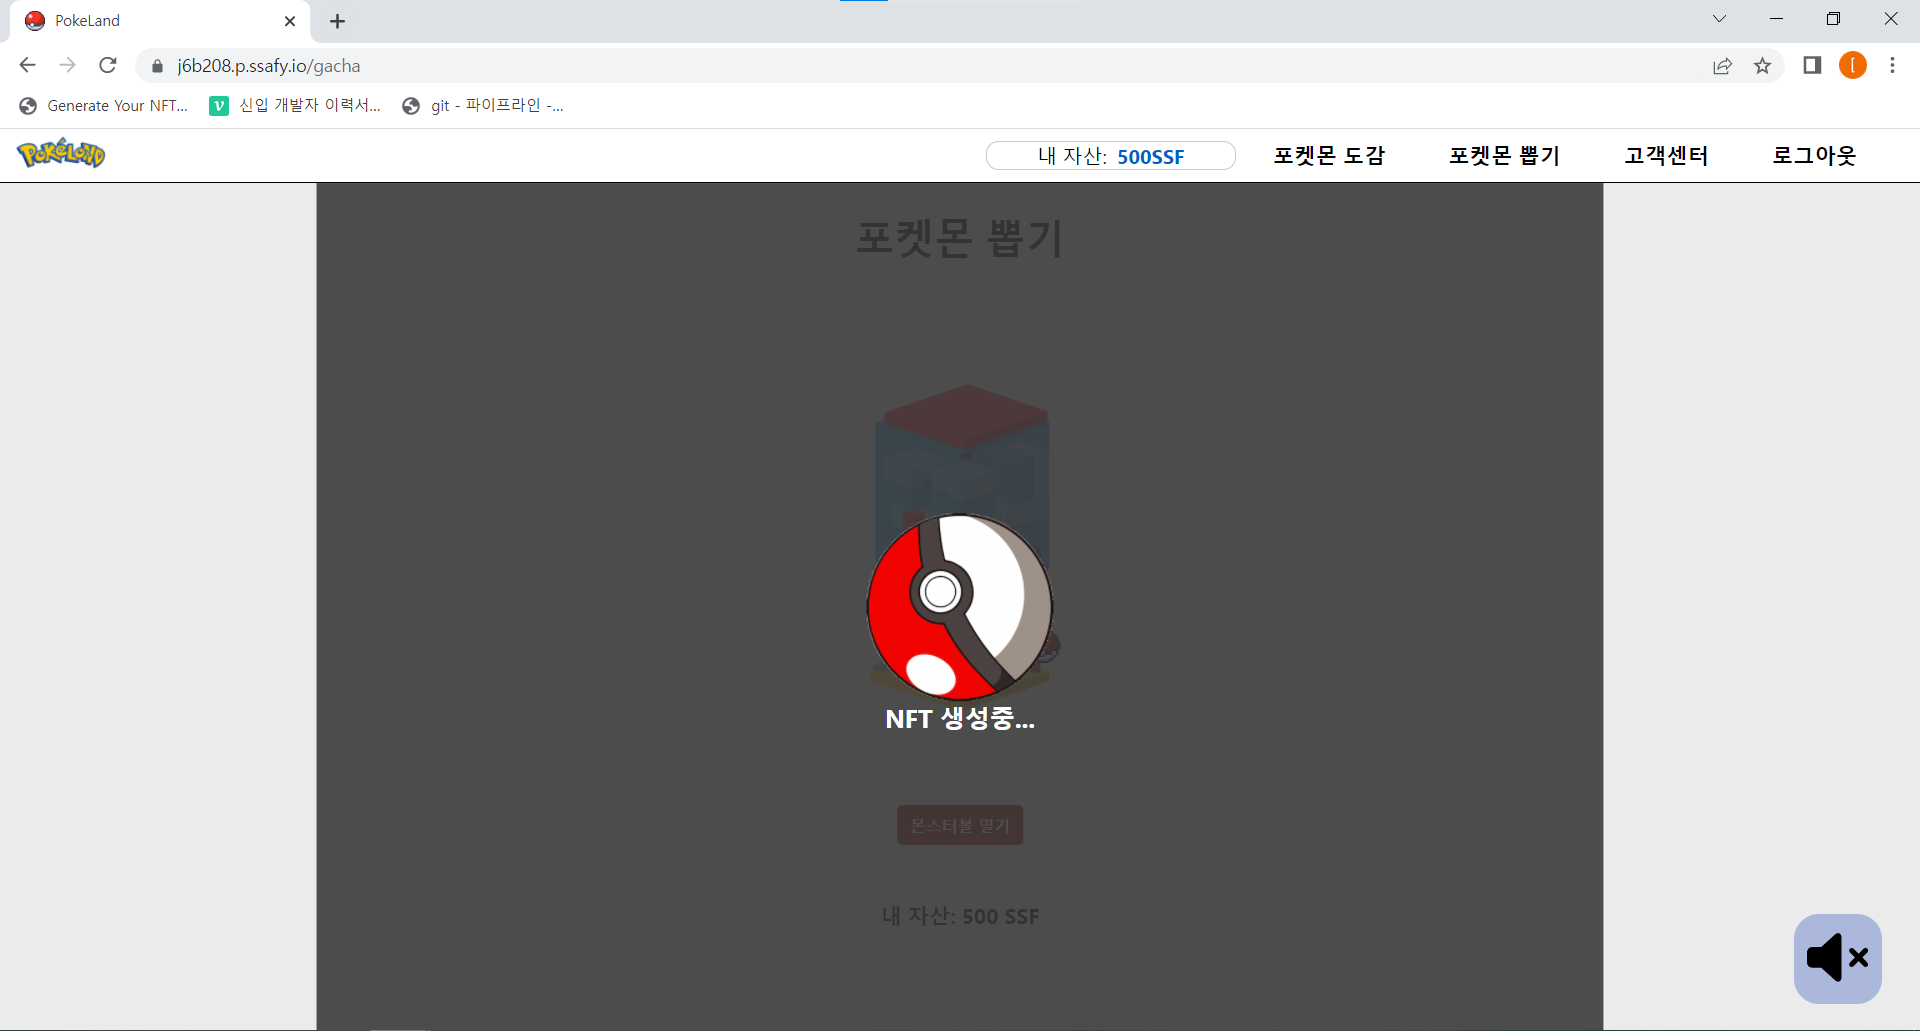 PokeLand
j6b208.p.ssafy.io/gacha
Generate Your NFT...
신입 개발자 이력서...
git - 파이프라인 -...
POKéLAND
내 자산: 500SSF
포켓몬 도감
포켓몬 뽑기
고객센터
로그아웃
포켓몬 뽑기
NFT 생성중...
몬스터볼 열기
내 자산: 500 SSF